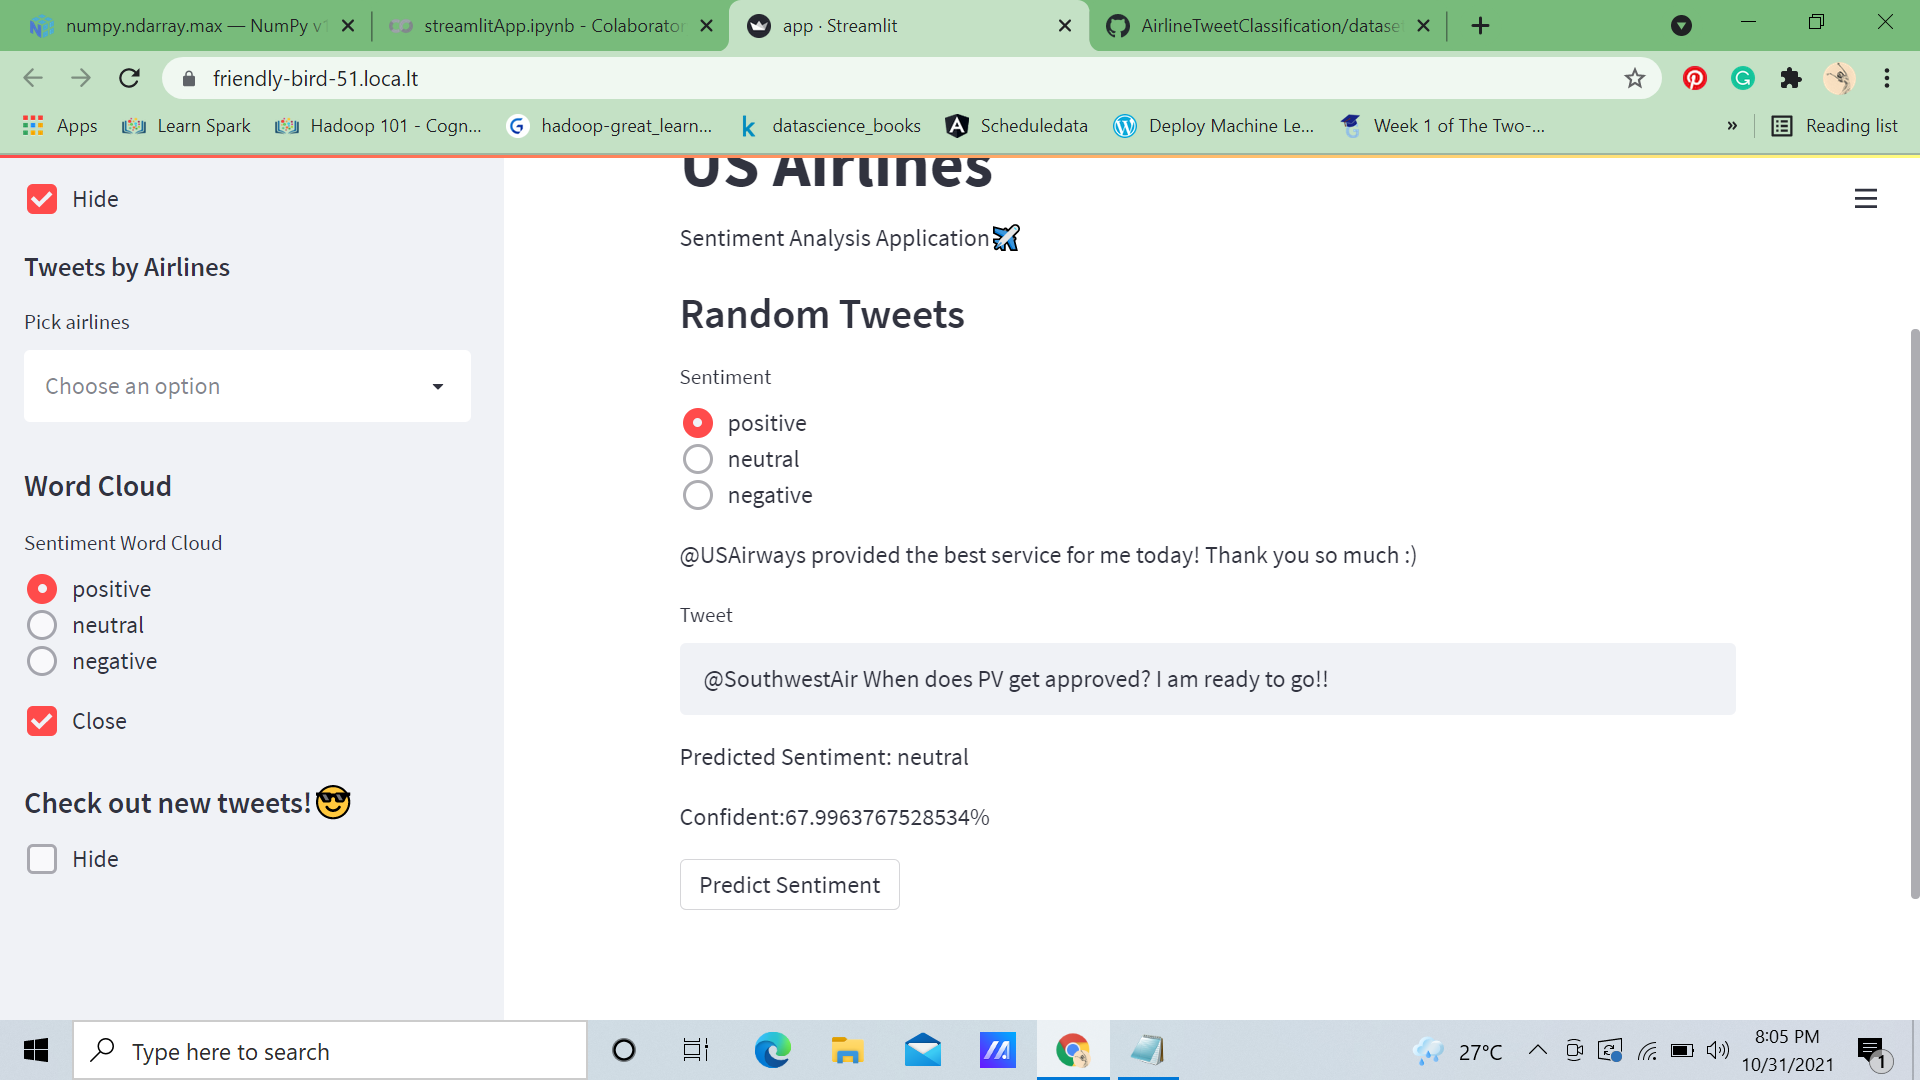 numpy.ndarray.max — NumPy v1
streamlitApp.ipynb - Colaborator
app · Streamlit
AirlineTweetClassification/datase
friendly-bird-51.loca.lt
Apps
Learn Spark
Hadoop 101 - Cogn...
hadoop-great_learn...
datascience_books
Scheduledata
Deploy Machine Le...
Week 1 of The Two-...
»
Reading list
Hide
Tweets by Airlines
Pick airlines
Choose an option
Word Cloud
Sentiment Word Cloud
positive
neutral
negative
Close
Check out new tweets!😎
Hide
US Airlines
Sentiment Analysis Application✈️
Random Tweets
Sentiment
positive
neutral
negative
@USAirways provided the best service for me today! Thank you so much :)
Tweet
@SouthwestAir When does PV get approved? I am ready to go!!
Predicted Sentiment: neutral
Confident:67.9963767528534%
Predict Sentiment
Type here to search
27°C
8:05 PM
10/31/2021
1